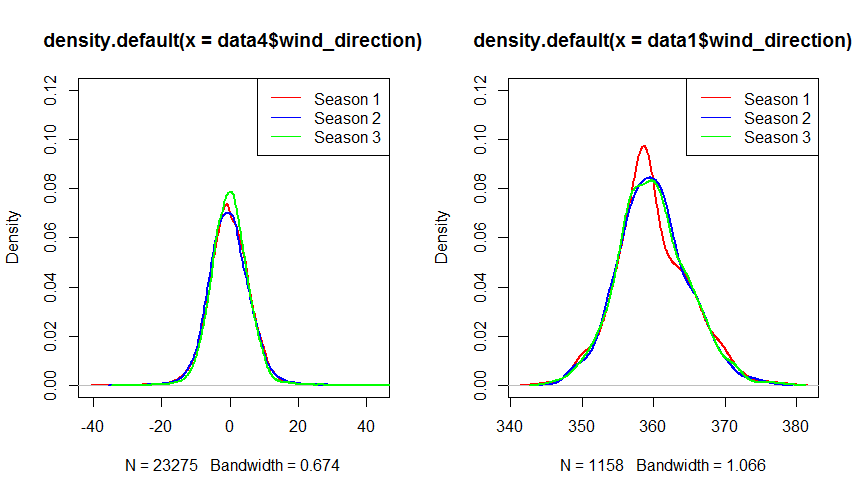 density.default(x = data4$wind_direction)
Density
0.00 0.02 0.04 0.06 0.08 0.10 0.12
Season 1
Season 2
Season 3
-40 -20 0 20 40
N = 23275 Bandwidth = 0.674
density.default(x = data1$wind_direction)
Density
0.00 0.02 0.04 0.06 0.08 0.10 0.12
Season 1
Season 2
Season 3
340 350 360 370 380
N = 1158 Bandwidth = 1.066